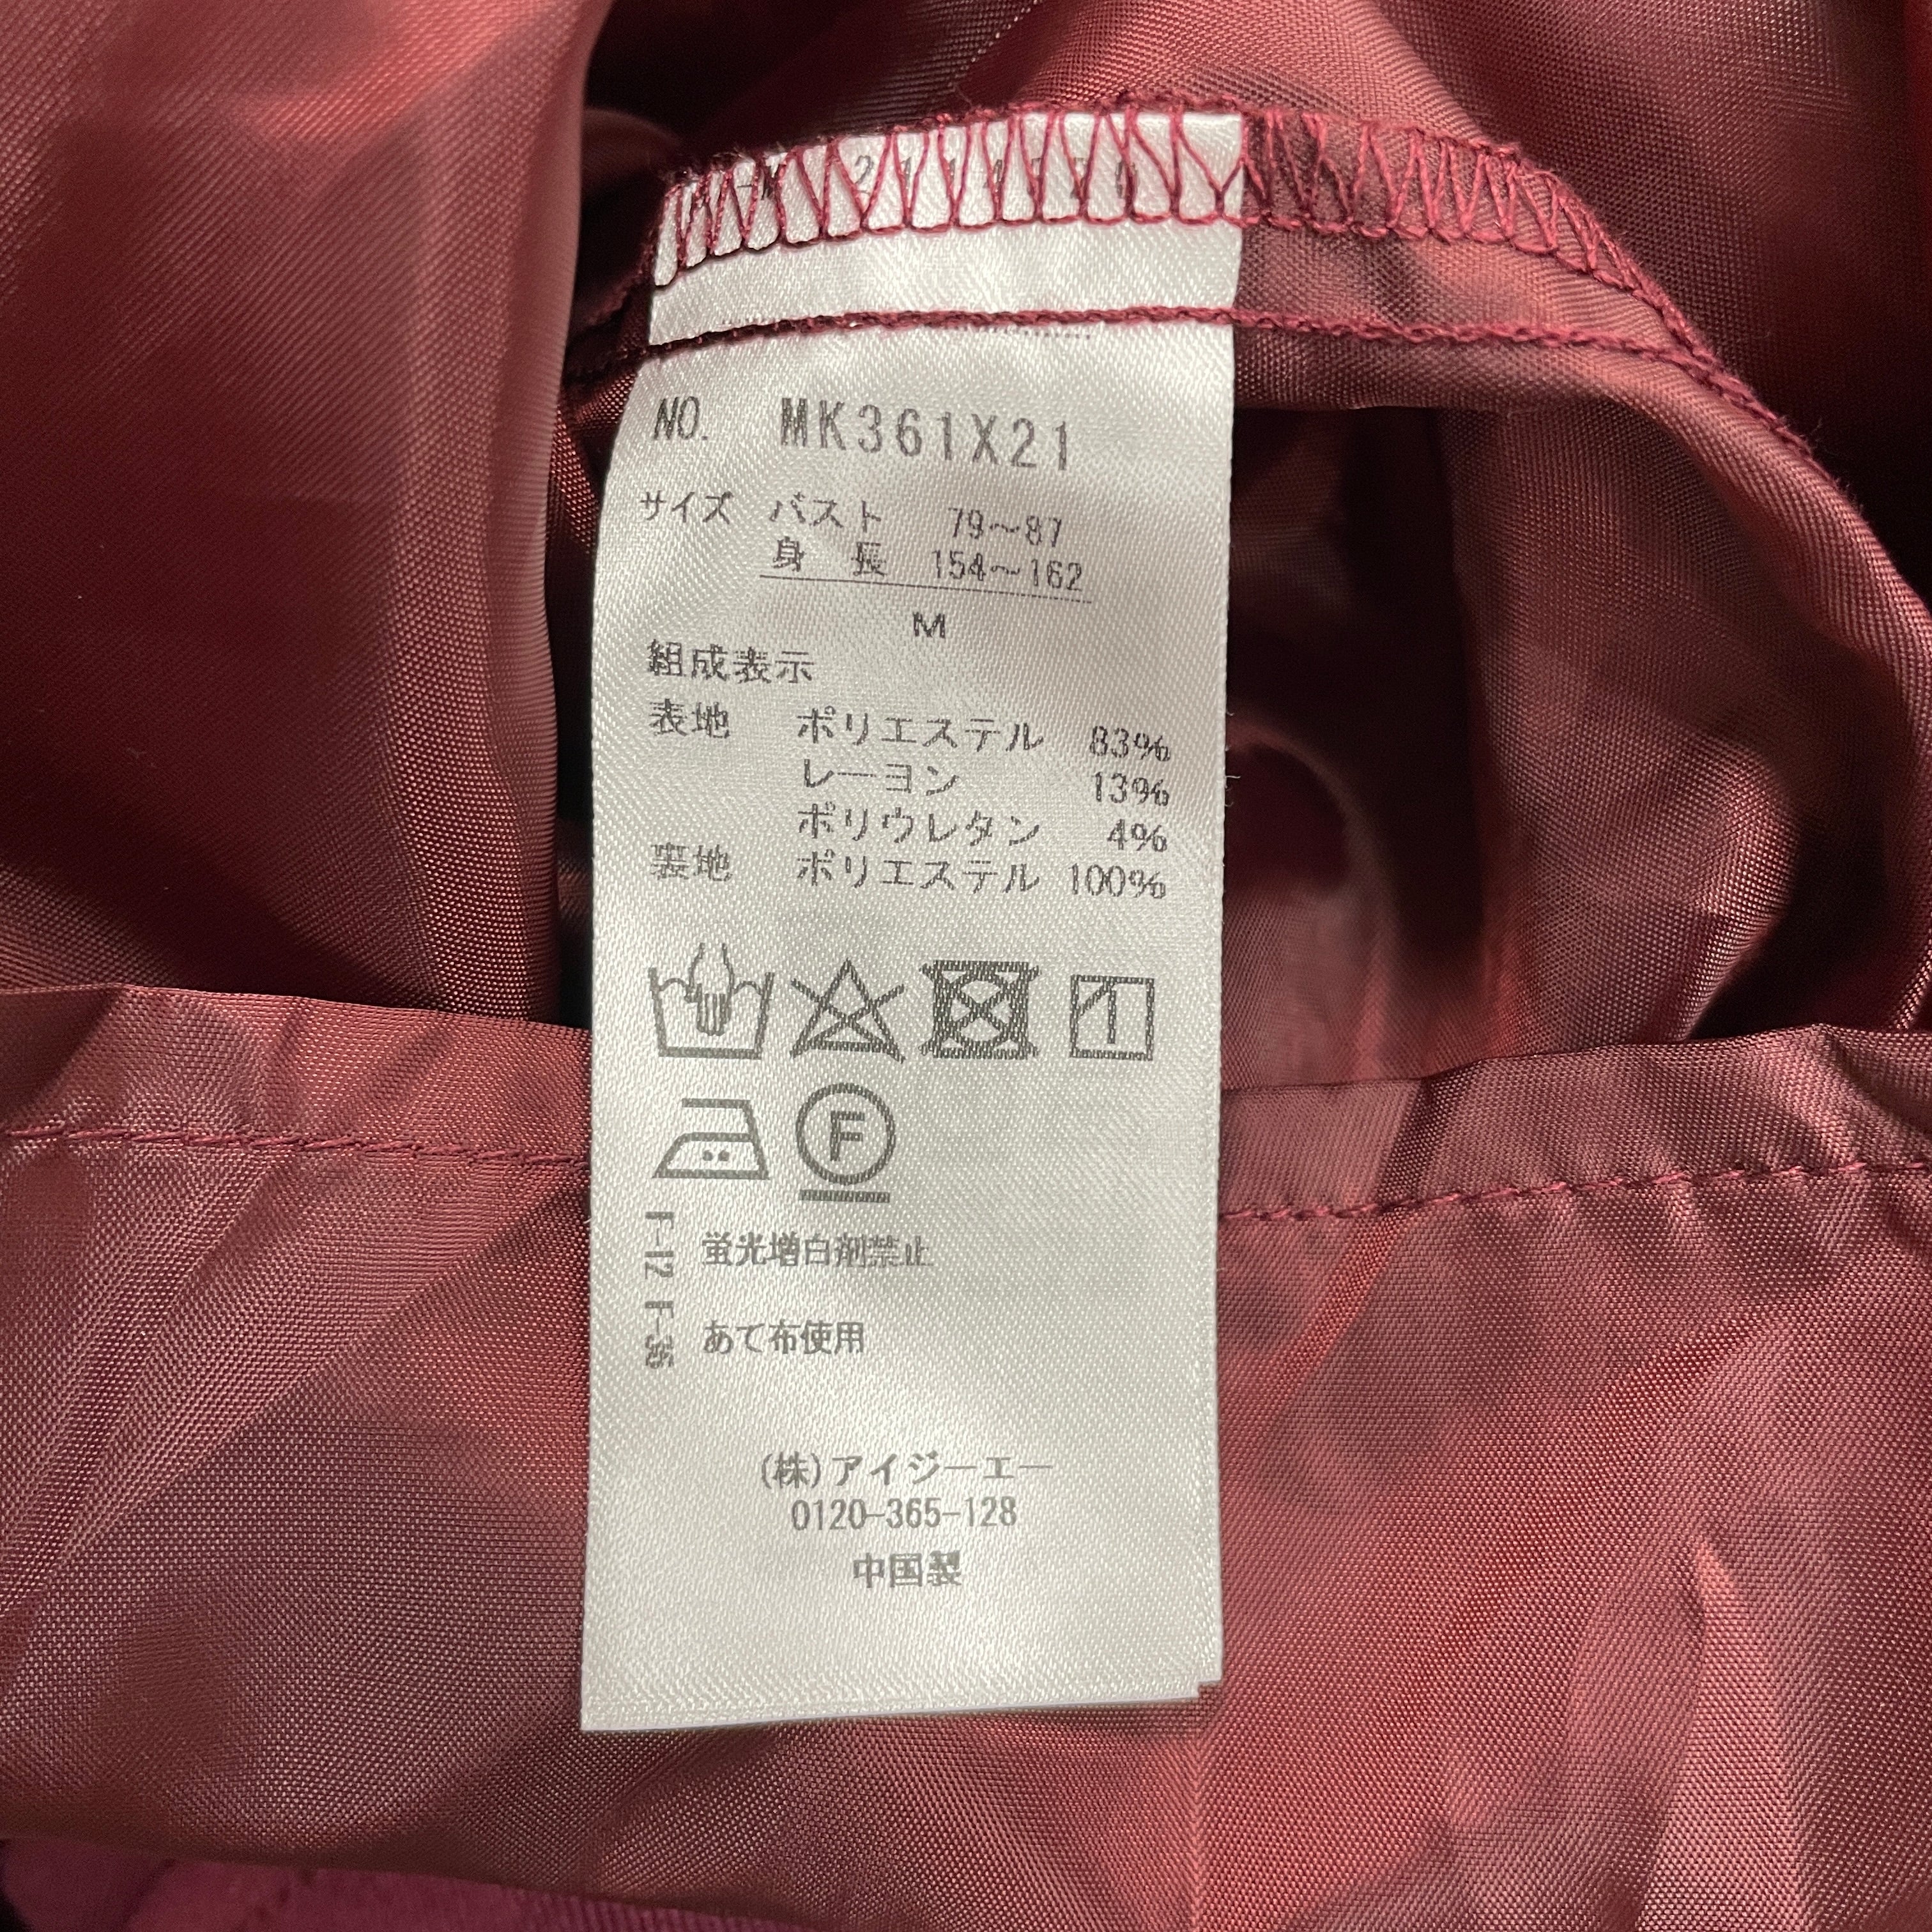 NO. MK361X21
サイズ バスト 79～87
身 長 154～162
M
組成表示
表地 ポリエステル 83%
レーヨン 13%
ポリウレタン 4%
裏地 ポリエステル 100%
F
F-12 F-35
蛍光増白剤禁止
あて布使用
(株)アイジーエー
0120-365-128
中国製